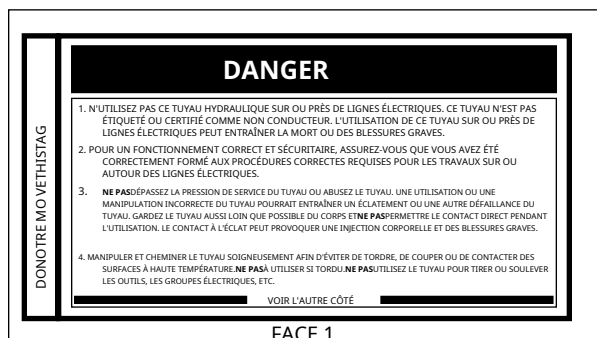 DONOTRE MO VETHISTAG
DANGER
1. N'UTILISEZ PAS CE TUYAU HYDRAULIQUE SUR OU PRÈS DE LIGNES ÉLECTRIQUES. CE TUYAU N'EST PAS
ÉTIQUETÉ OU CERTIFIÉ COMME NON CONDUCTEUR. L'UTILISATION DE CE TUYAU SUR OU PRÈS DE
LIGNES ÉLECTRIQUES PEUT ENTRAÎNER LA MORT OU DES BLESSURES GRAVES.
2. POUR UN FONCTIONNEMENT CORRECT ET SÉCURITAIRE, ASSUREZ-VOUS QUE VOUS AVEZ ÉTÉ
CORRECTEMENT FORMÉ AUX PROCÉDURES CORRECTES REQUISES POUR LES TRAVAUX SUR OU
AUTOUR DES LIGNES ÉLECTRIQUES.
3. NE PASDÉPASSEZ LA PRESSION DE SERVICE DU TUYAU OU ABUSEZ LE TUYAU. UNE UTILISATION OU UNE
MANIPULATION INCORRECTE DU TUYAU POURRAIT ENTRAÎNER UN ÉCLATEMENT OU UNE AUTRE DÉFAILLANCE DU
TUYAU. GARDEZ LE TUYAU AUSSI LOIN QUE POSSIBLE DU CORPS ETNE PASPERMETTRE LE CONTACT DIRECT PENDANT
L'UTILISATION. LE CONTACT À L'ÉCLAT PEUT PROVOQUER UNE INJECTION CORPORELLE ET DES BLESSURES GRAVES.
4. MANIPULER ET CHEMINER LE TUYAU SOIGNEUSEMENT AFIN D'ÉVITER DE TORDRE, DE COUPER OU DE CONTACTER DES
SURFACES À HAUTE TEMPÉRATURE.NE PASÀ UTILISER SI TORDU.NE PASUTILISEZ LE TUYAU POUR TIRER OU SOULEVER
LES OUTILS, LES GROUPES ÉLECTRIQUES, ETC.
VOIR L'AUTRE CÔTÉ
FACE 1